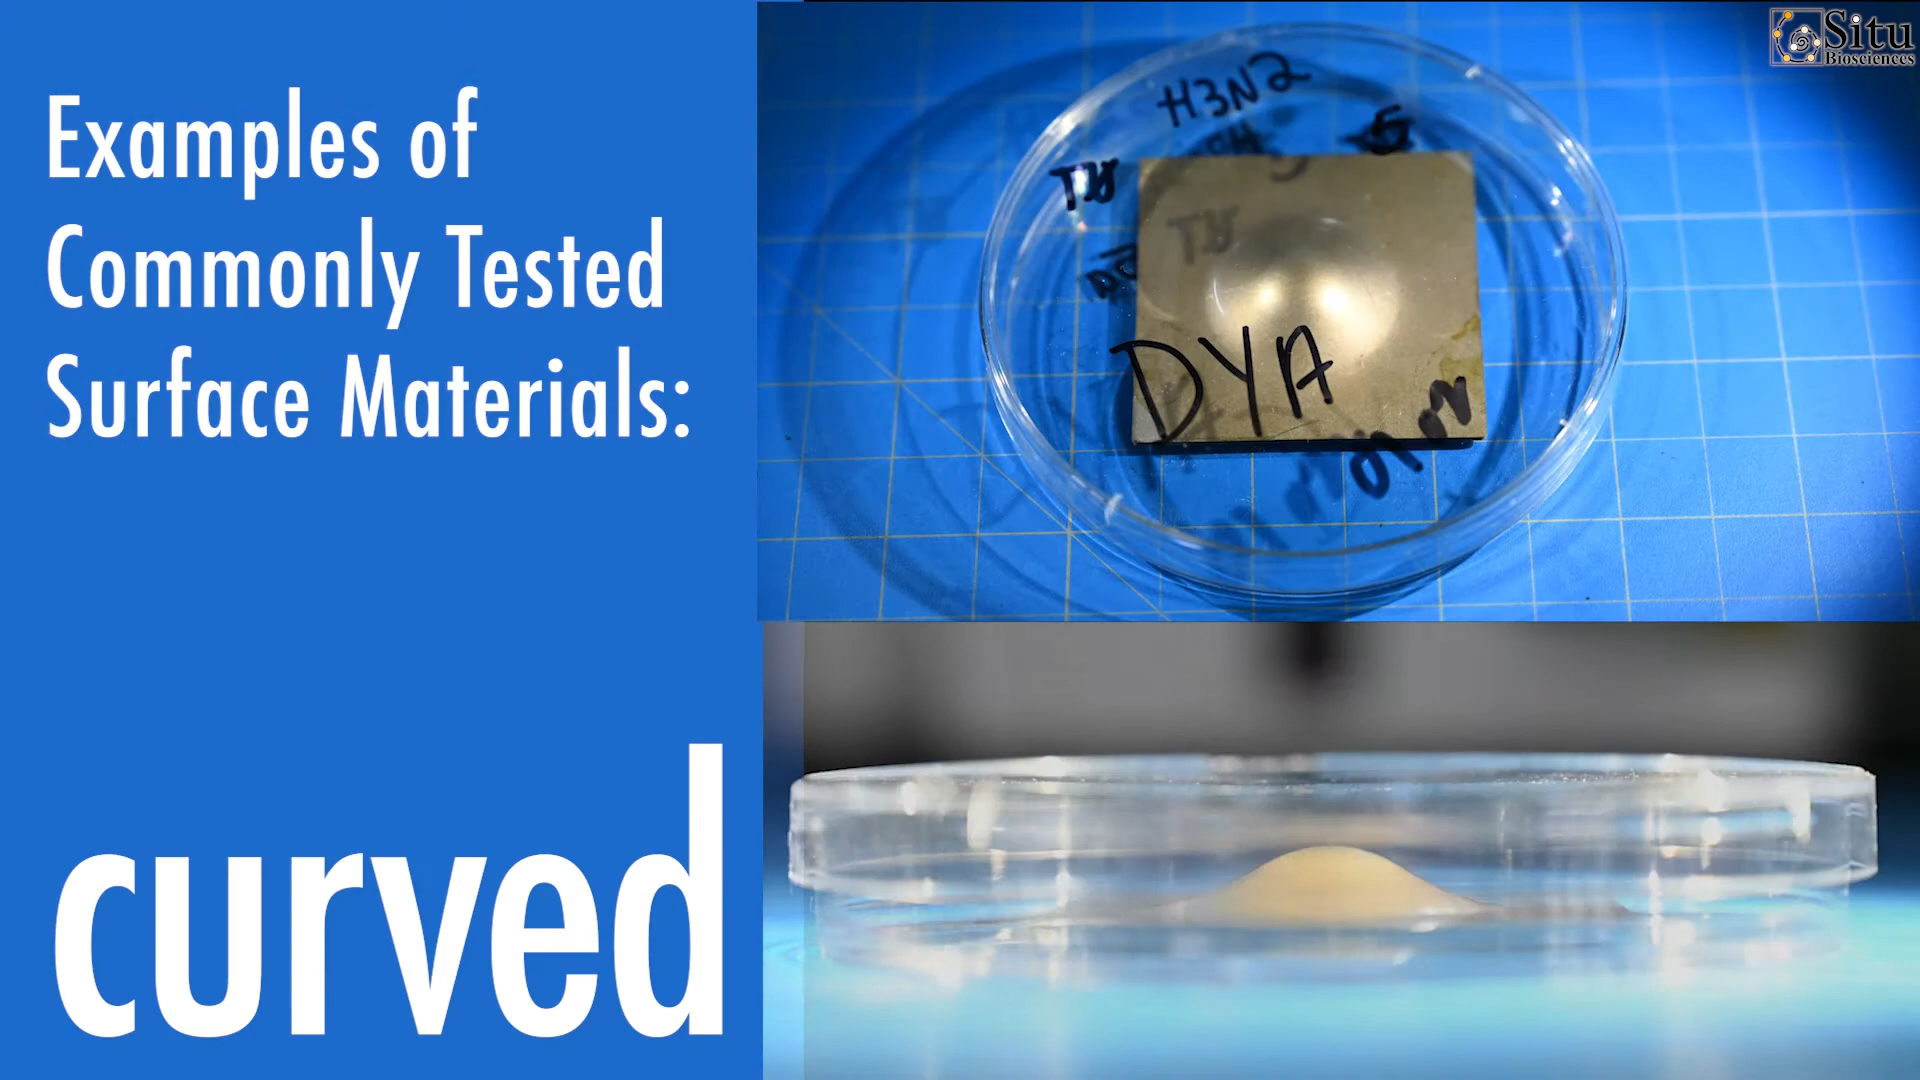 Examples of
Commonly Tested
Surface Materials:
curved
Situ
Biosciences
H3N2
DYA